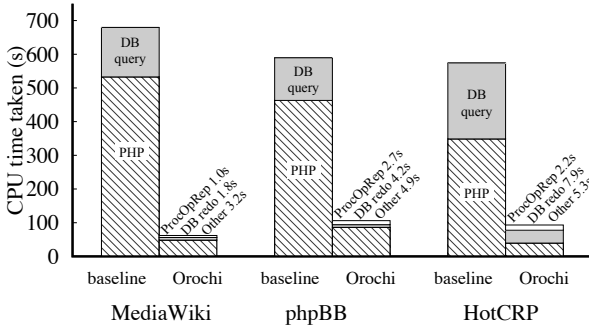 CPU time taken (s)
700
600
500
400
300
200
100
0
DB
query
PHP
ProcOpRep 1.0s
DB redo 1.8s
Other 3.2s
DB
query
PHP
ProcOpRep 2.7s
DB redo 4.2s
Other 4.9s
DB
query
PHP
ProcOpRep 2.2s
DB redo 7.9s
Other 5.3s
baseline Orochi baseline Orochi baseline Orochi
MediaWiki phpBB HotCRP